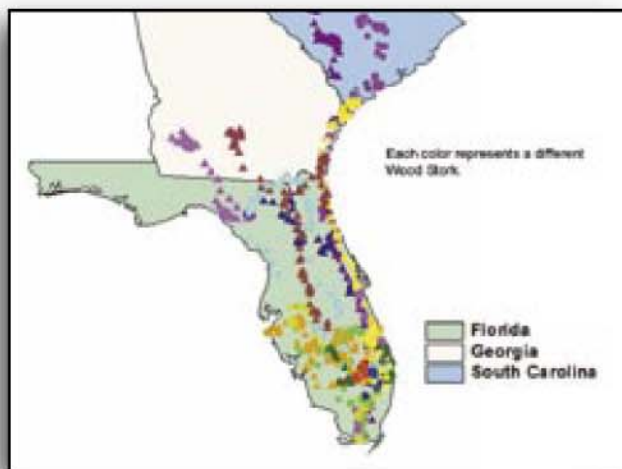 Each color represents a different
Wood Stork.
Florida
Georgia
South Carolina